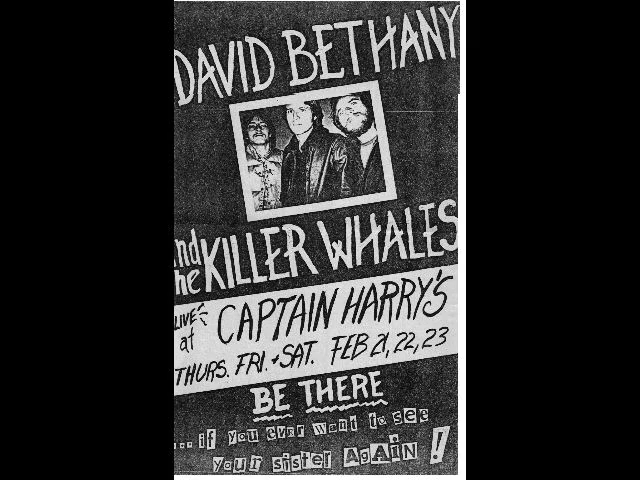 DAVID BETHANY
and the KILLER WHALES
LIVE at CAPTAIN HARRY'S
THURS. FRI. + SAT. FEB 21, 22, 23
BE THERE
...if you ever want to see
your sister AgAiN!